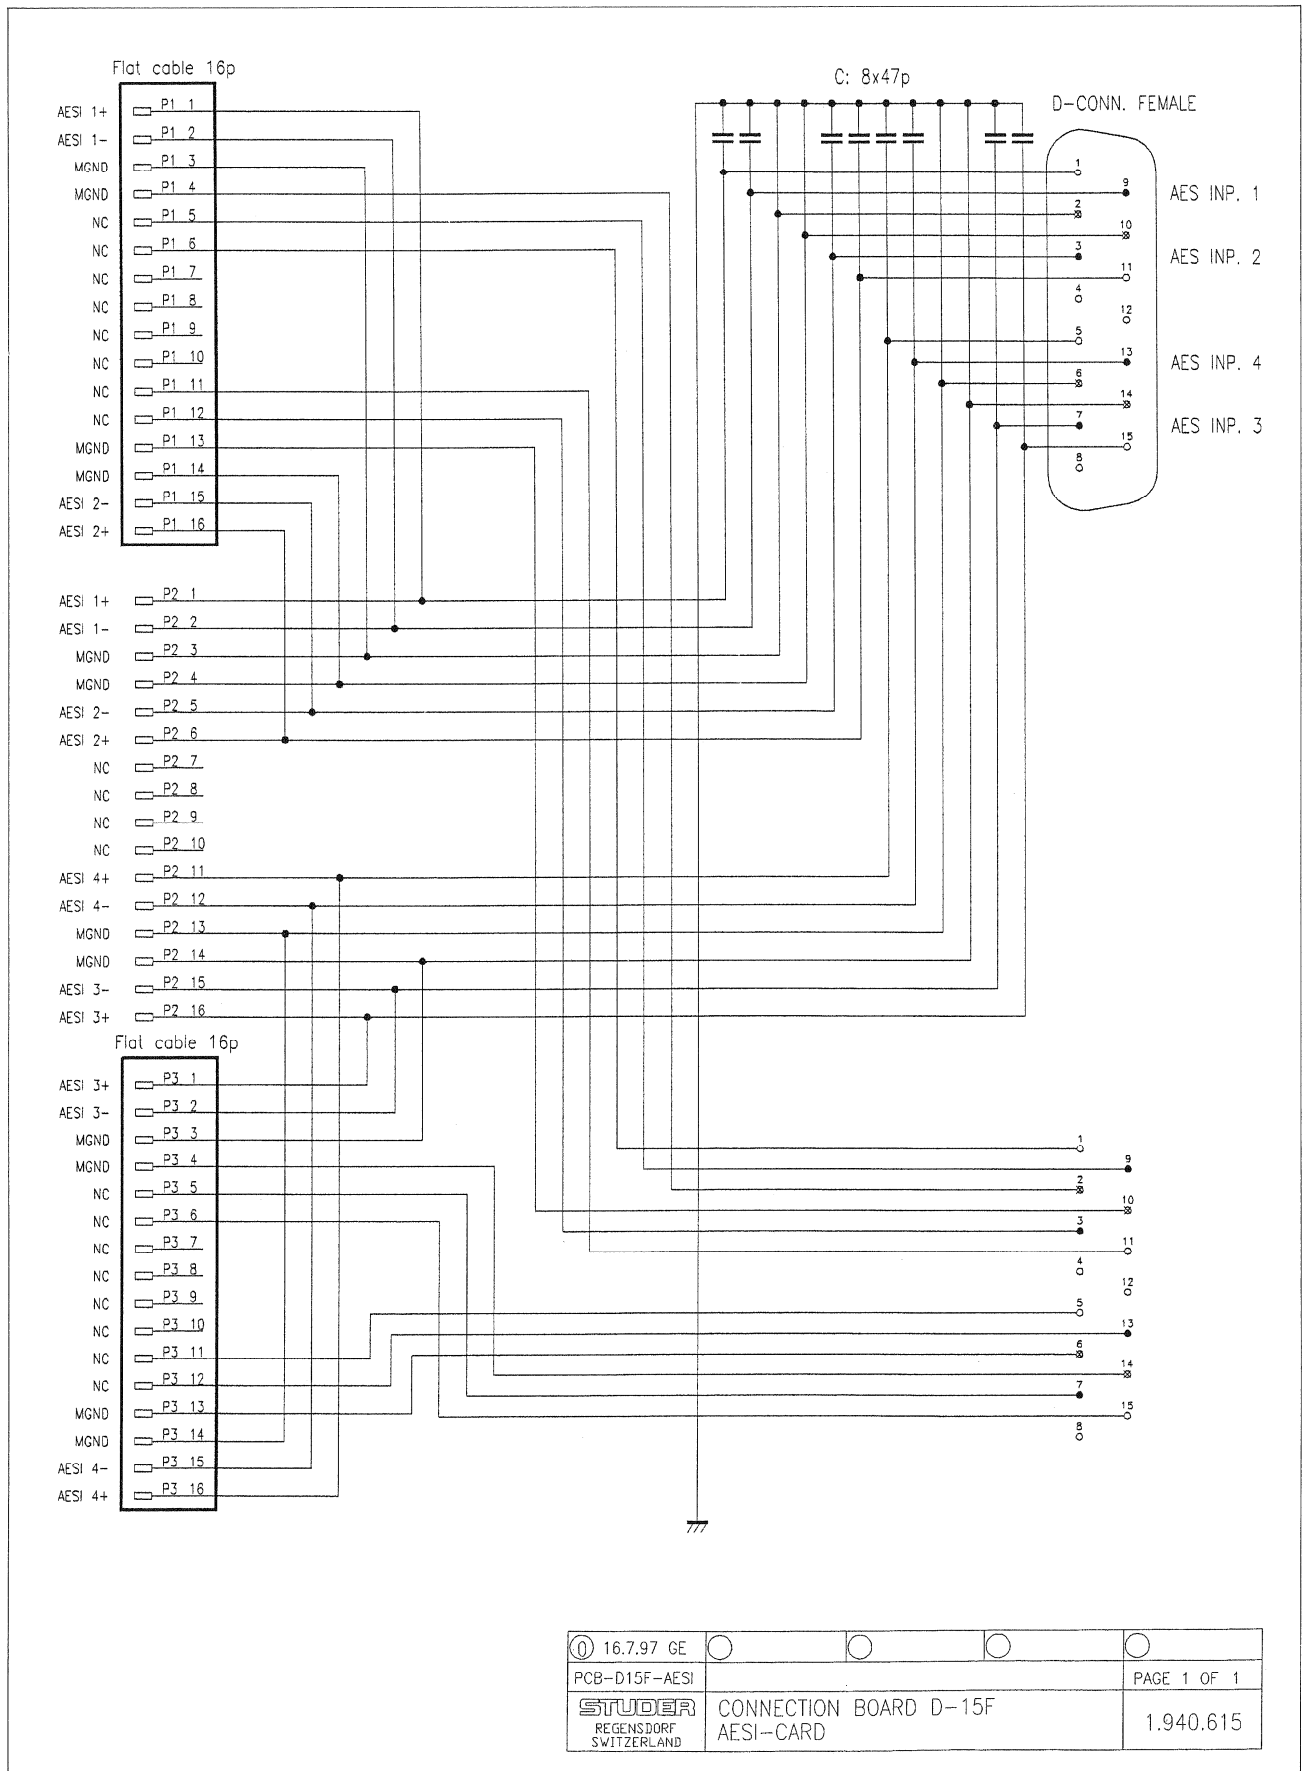 Flat cable 16p
AESI 1+ P1 1
AESI 1- P1 2
MGND P1 3
MGND P1 4
NC P1 5
NC P1 6
NC P1 7
NC P1 8
NC P1 9
NC P1 10
NC P1 11
NC P1 12
MGND P1 13
MGND P1 14
AESI 2- P1 15
AESI 2+ P1 16
AESI 1+ P2 1
AESI 1- P2 2
MGND P2 3
MGND P2 4
AESI 2- P2 5
AESI 2+ P2 6
NC P2 7
NC P2 8
NC P2 9
NC P2 10
AESI 4+ P2 11
AESI 4- P2 12
MGND P2 13
MGND P2 14
AESI 3- P2 15
AESI 3+ P2 16
Flat cable 16p
AESI 3+ P3 1
AESI 3- P3 2
MGND P3 3
MGND P3 4
NC P3 5
NC P3 6
NC P3 7
NC P3 8
NC P3 9
NC P3 10
NC P3 11
NC P3 12
MGND P3 13
MGND P3 14
AESI 4- P3 15
AESI 4+ P3 16
C: 8x47p
D-CONN. FEMALE
1
9 AES INP. 1
2
10
3 AES INP. 2
11
4
12
5
13 AES INP. 4
6
14
7 AES INP. 3
15
8
1
9
2
10
3
11
4
12
5
13
6
14
7
15
8
0 16.7.97 GE
PCB-D15F-AESI PAGE 1 OF 1
STUDER
REGENSDORF
SWITZERLAND
CONNECTION BOARD D-15F
AESI-CARD
1.940.615